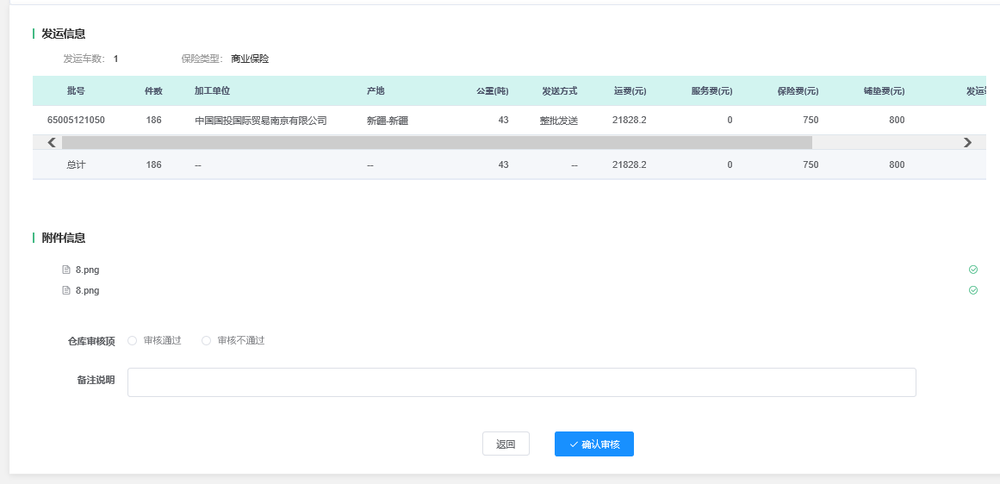 发运信息
发运车数: 1 保险类型: 商业保险
批号 件数 加工单位 产地 公重(吨) 发送方式 运费(元) 服务费(元) 保险费(元) 铺垫费(元) 发运
65005121050 186 中国国投国际贸易南京有限公司 新疆-新疆 43 整批发送 21828.2 0 750 800
总计 186 -- -- 43 -- 21828.2 0 750 800
附件信息
8.png
8.png
仓库审核顶 审核通过 审核不通过
备注说明
返回 确认审核